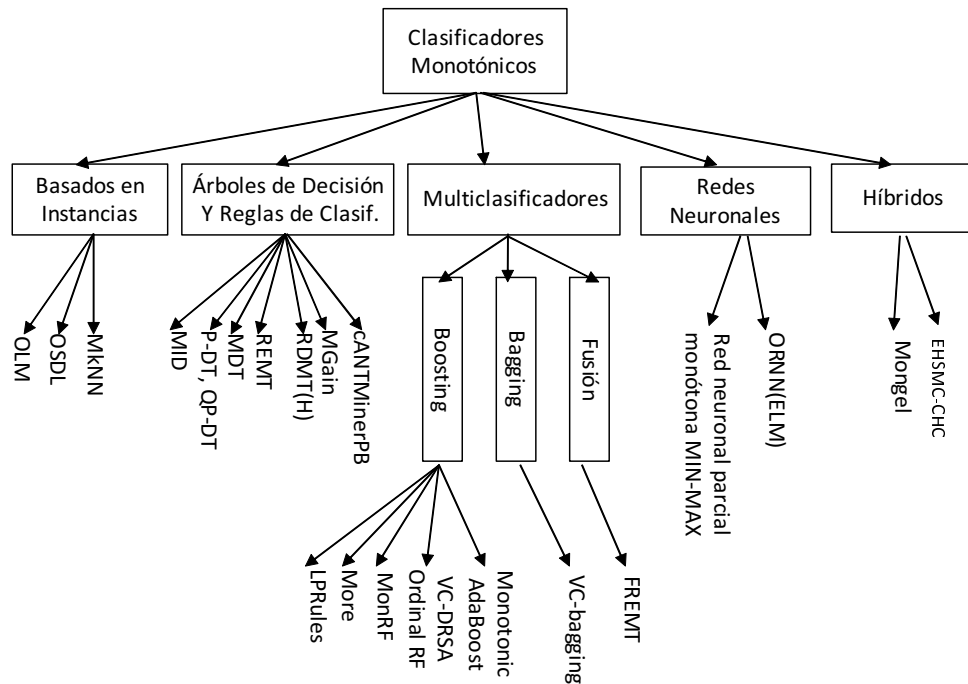 Clasificadores
Monotónicos
Basados en
Instancias
Árboles de Decisión
Y Reglas de Clasif.
Multiclasificadores
Redes
Neuronales
Híbridos
OLM
OSDL
MkNN
MID
P-DT, QP-DT
MDT
REMT
RDMT(H)
MGain
cANTMinerPB
Boosting
Bagging
Fusión
Red neuronal parcial
monótona MIN-MAX
ORNN(ELM)
Mongel
EHSMC-CHC
LPRules
More
MonRF
Ordinal RF
VC-DRSA
Monotonic
AdaBoost
VC-bagging
FREMT